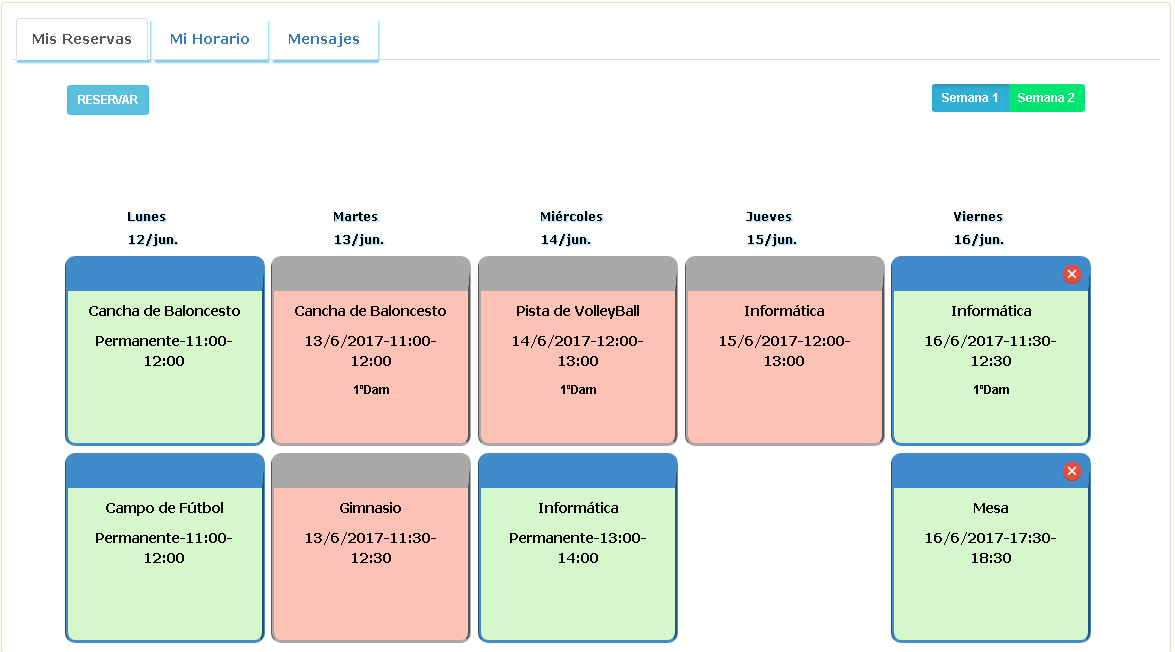 Mis Reservas
Mi Horario
Mensajes
RESERVAR
Semana 1
Semana 2
Lunes
12/jun.
Martes
13/jun.
Miércoles
14/jun.
Jueves
15/jun.
Viernes
16/jun.
Cancha de Baloncesto
Permanente-11:00-
12:00
Cancha de Baloncesto
13/6/2017-11:00-
12:00
1ºDam
Pista de VolleyBall
14/6/2017-12:00-
13:00
1ºDam
Informática
15/6/2017-12:00-
13:00
Informática
16/6/2017-11:30-
12:30
1ºDam
Campo de Fútbol
Permanente-11:00-
12:00
Gimnasio
13/6/2017-11:30-
12:30
Informática
Permanente-13:00-
14:00
Mesa
16/6/2017-17:30-
18:30